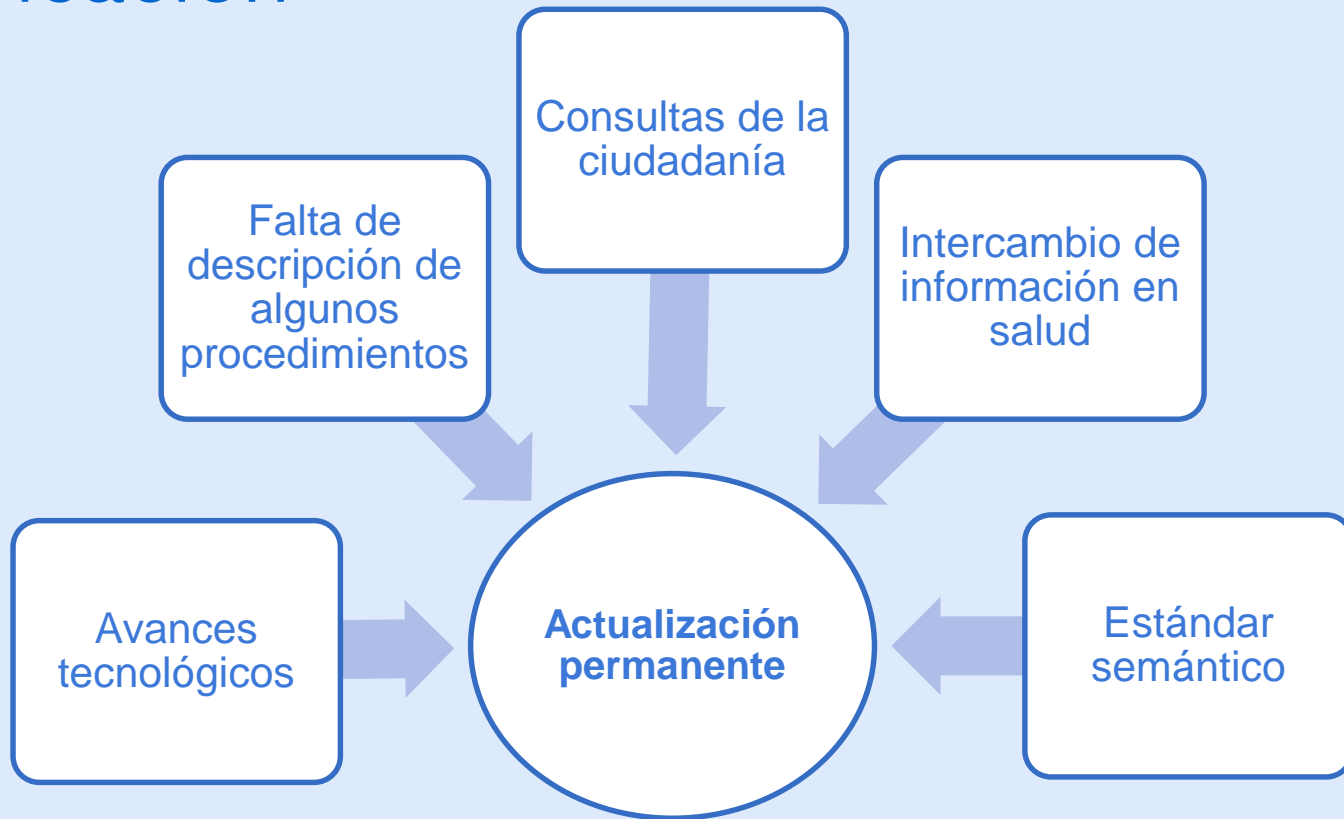 Consultas de la
ciudadanía
Falta de
descripción de
algunos
procedimientos
Intercambio de
información en
salud
Avances
tecnológicos
Actualización
permanente
Estándar
semántico